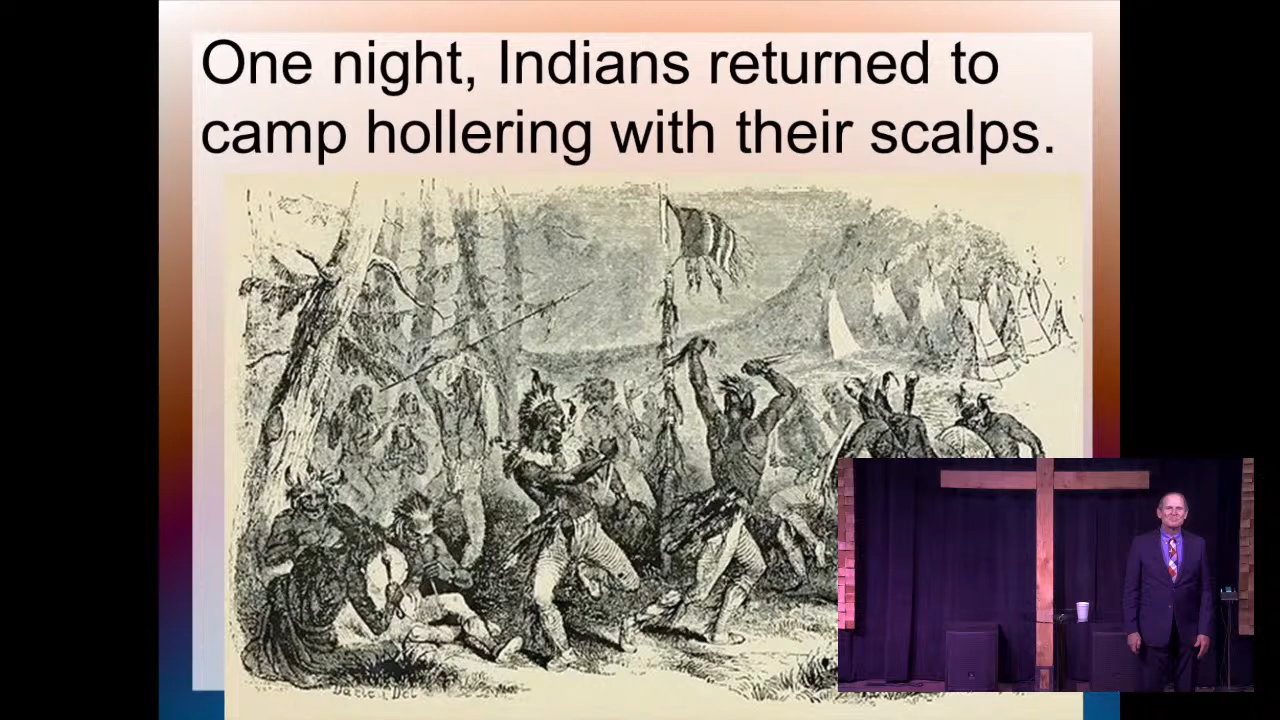 One night, Indians returned to
camp hollering with their scalps.